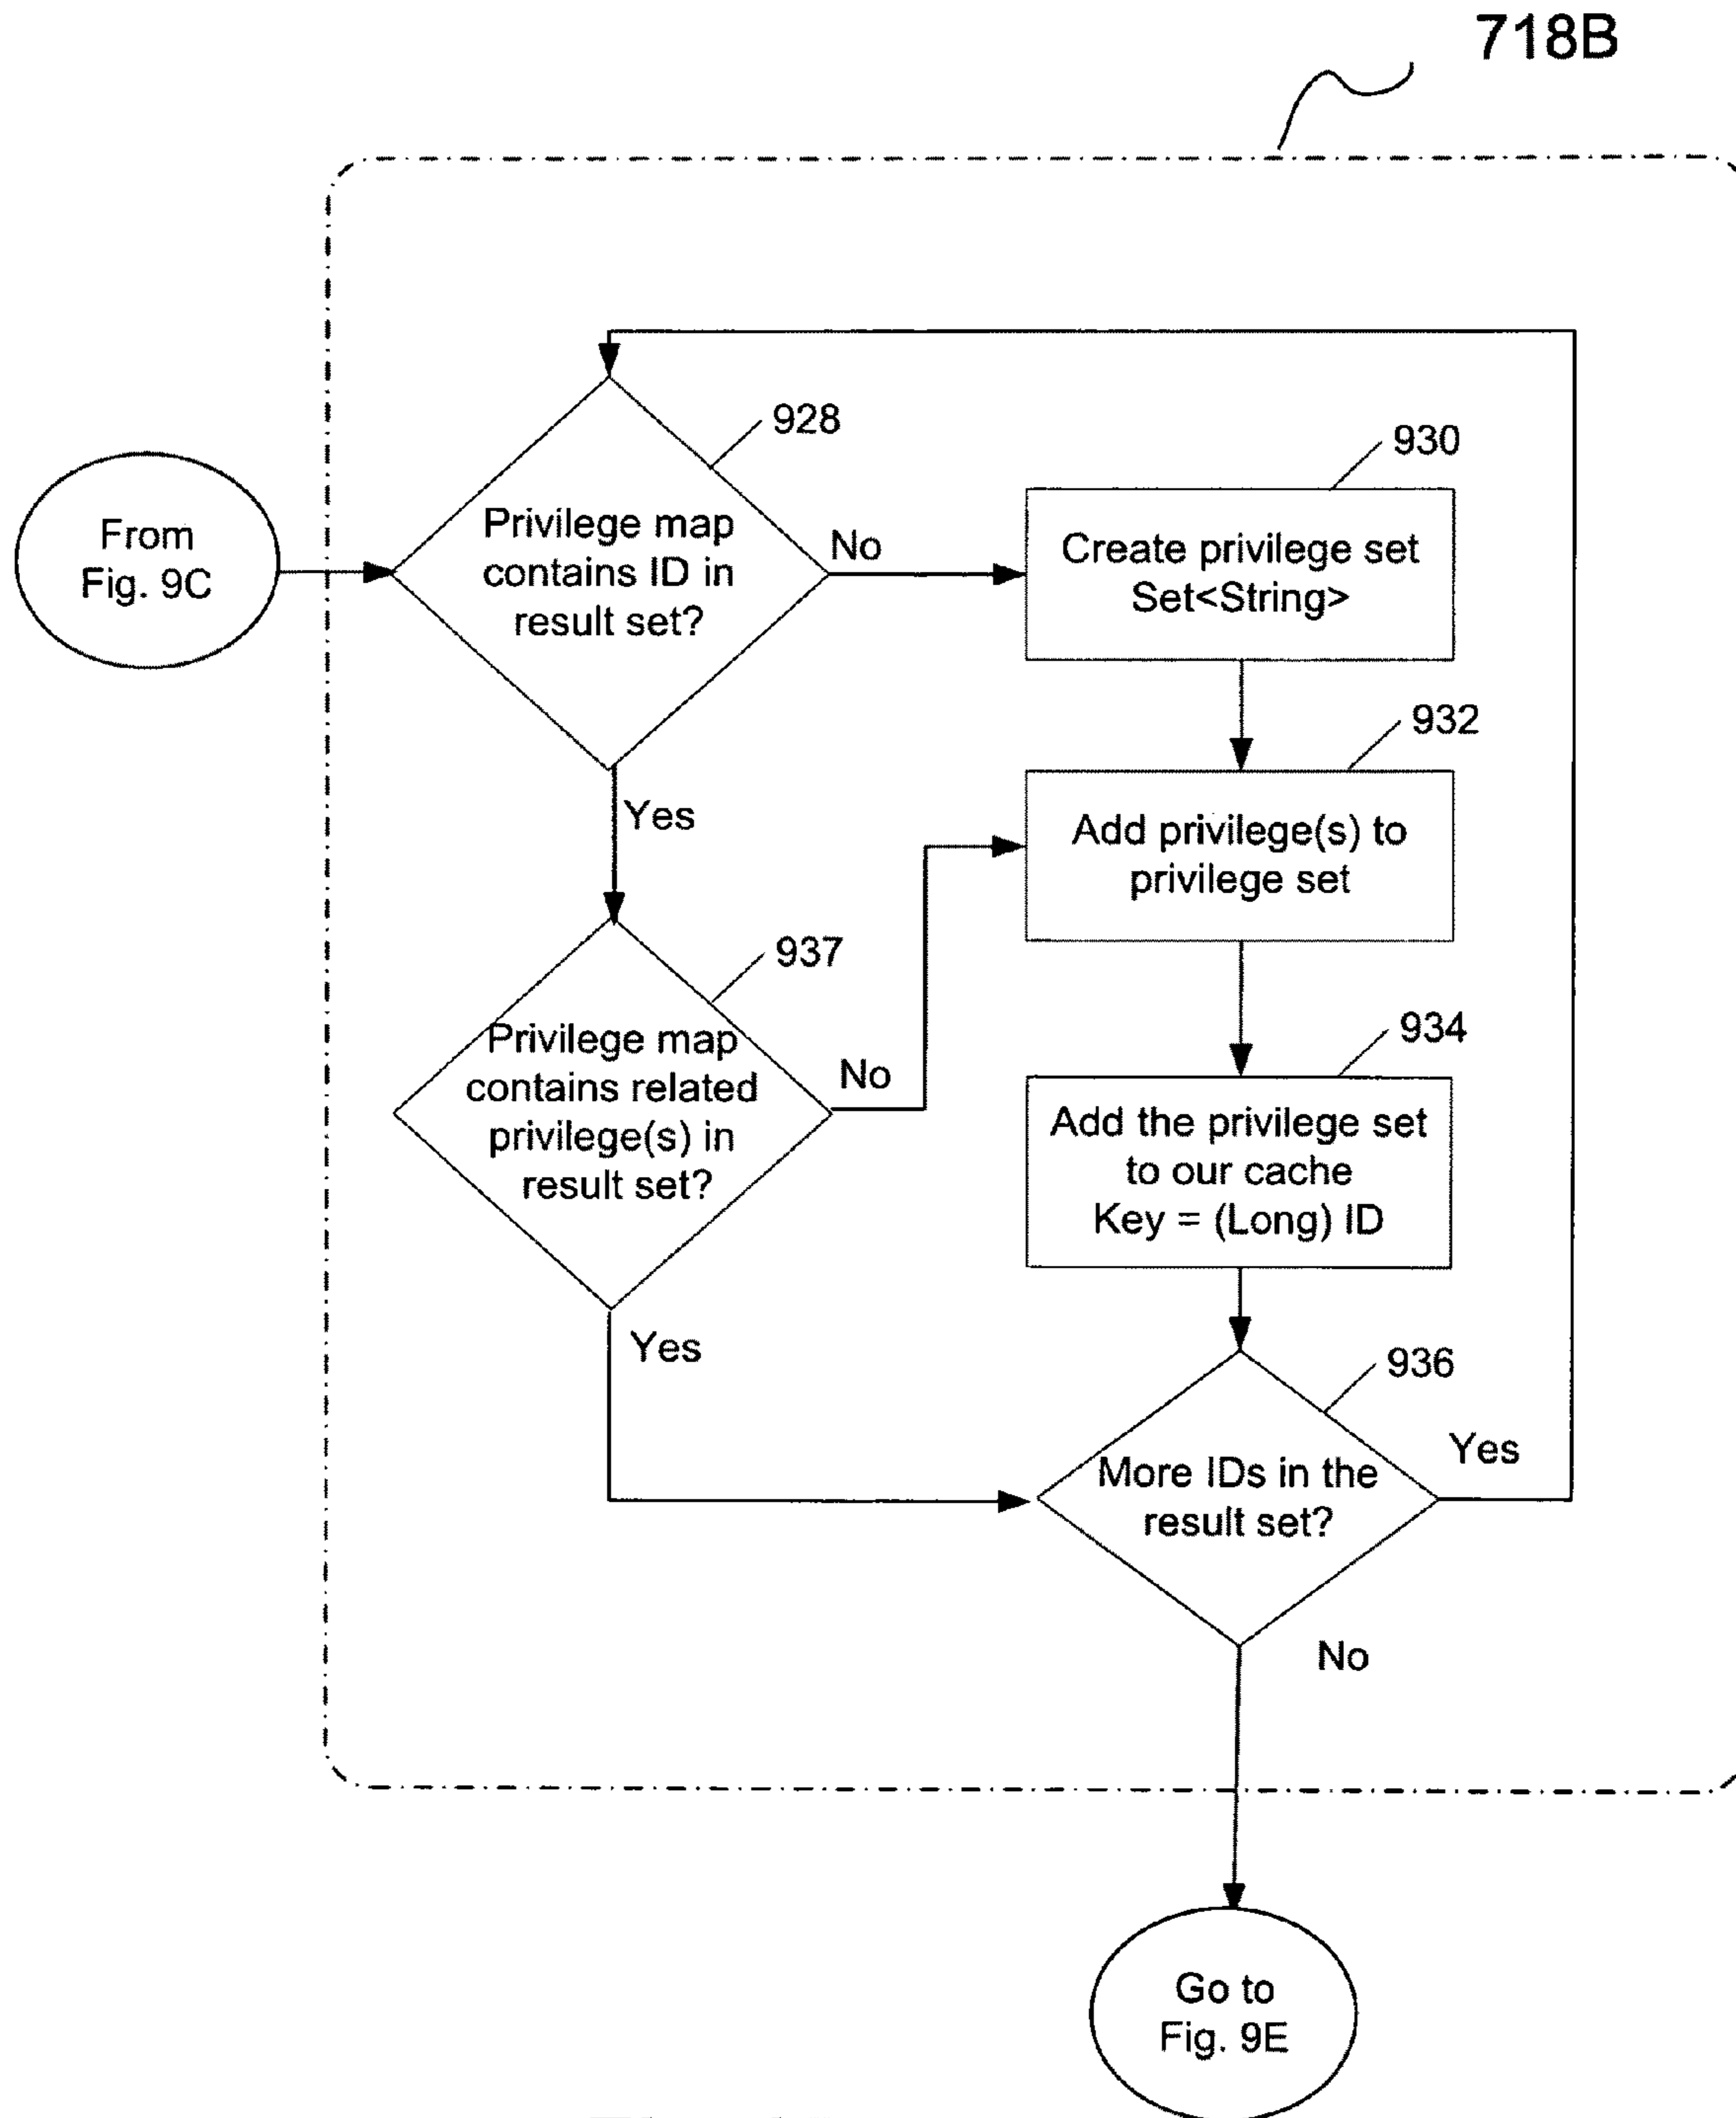 718B
928
930
From
Fig. 9C
Privilege map
contains ID in
result set?
No
Create privilege set
Set<String>
932
Yes
Add privilege(s) to
privilege set
937
934
Privilege map
contains related
privilege(s) in
result set?
No
Add the privilege set
to our cache
Key = (Long) ID
Yes
936
More IDs in the
result set?
Yes
No
Go to
Fig. 9E